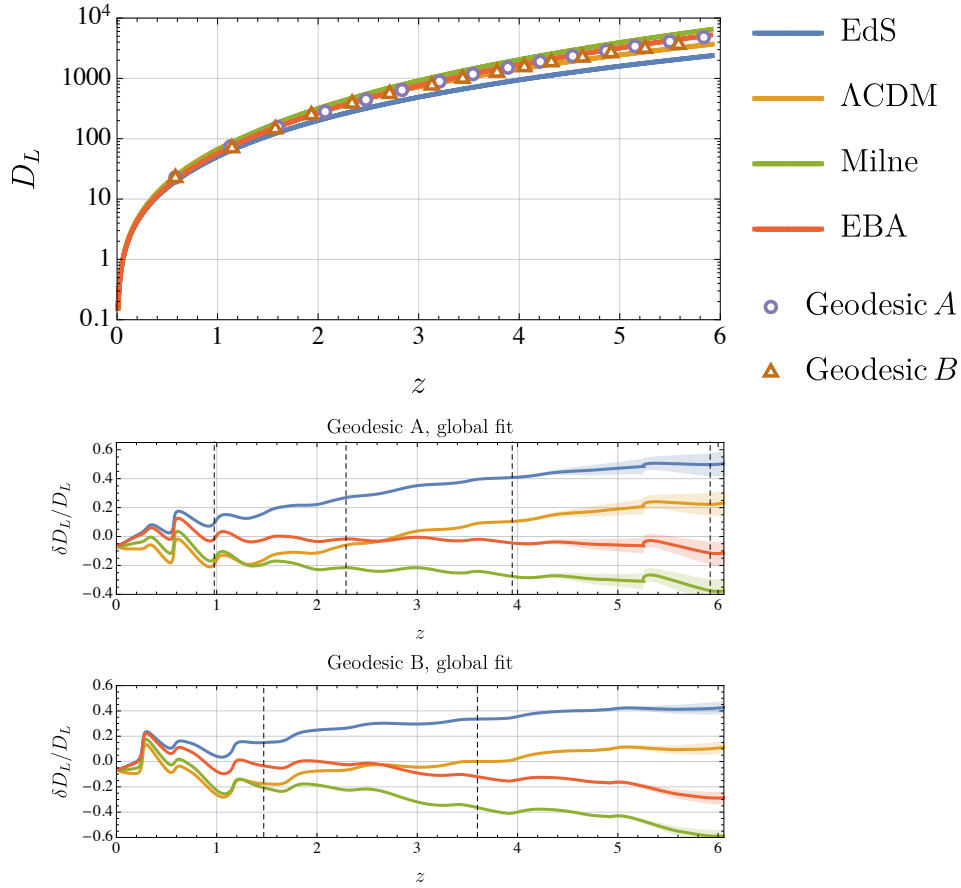 10^4
1000
100
10
1
0.1
D_L
0 1 2 3 4 5 6
z
EdS
ΛCDM
Milne
EBA
Geodesic A
Geodesic B
Geodesic A, global fit
0.6
0.4
0.2
0.0
−0.2
−0.4
δD_L/D_L
0 1 2 3 4 5 6
z
Geodesic B, global fit
0.6
0.4
0.2
0.0
−0.2
−0.4
−0.6
δD_L/D_L
0 1 2 3 4 5 6
z